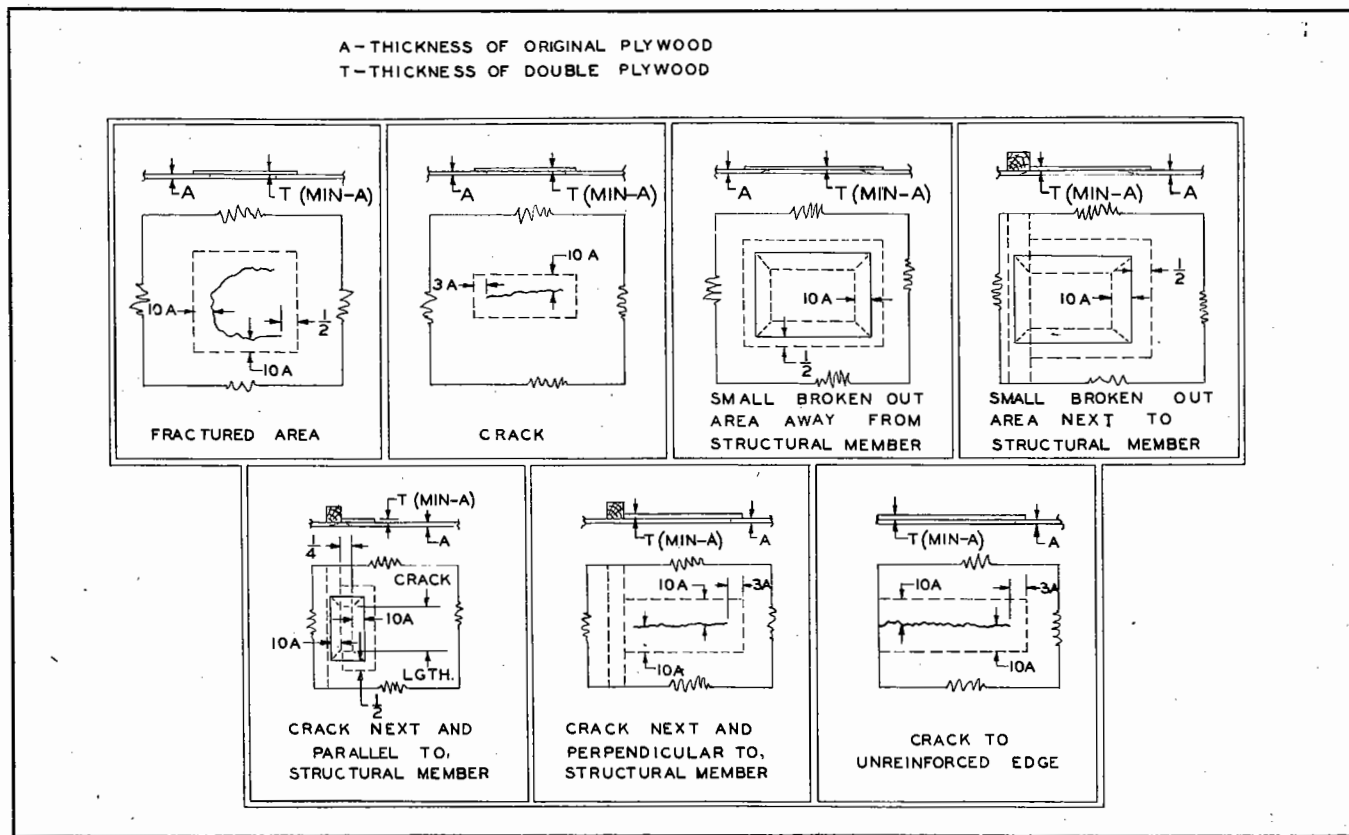 A-THICKNESS OF ORIGINAL PLYWOOD
T-THICKNESS OF DOUBLE PLYWOOD
A
T (MIN-A)
10A
1/2
10A
FRACTURED AREA
A
T (MIN-A)
10 A
3A
CRACK
A
T (MIN-A)
10A
1/2
SMALL BROKEN OUT
AREA AWAY FROM
STRUCTURAL MEMBER
T (MIN-A)
A
1/2
10A
SMALL BROKEN OUT
AREA NEXT TO
STRUCTURAL MEMBER
T (MIN-A)
A
1/4
CRACK
10A
10A
LGTH.
1/2
CRACK NEXT AND
PARALLEL TO,
STRUCTURAL MEMBER
T(MIN-A)
A
10A
3A
10A
CRACK NEXT AND
PERPENDICULAR TO,
STRUCTURAL MEMBER
T(MIN-A)
A
10A
3A
10A
CRACK TO
UNREINFORCED EDGE